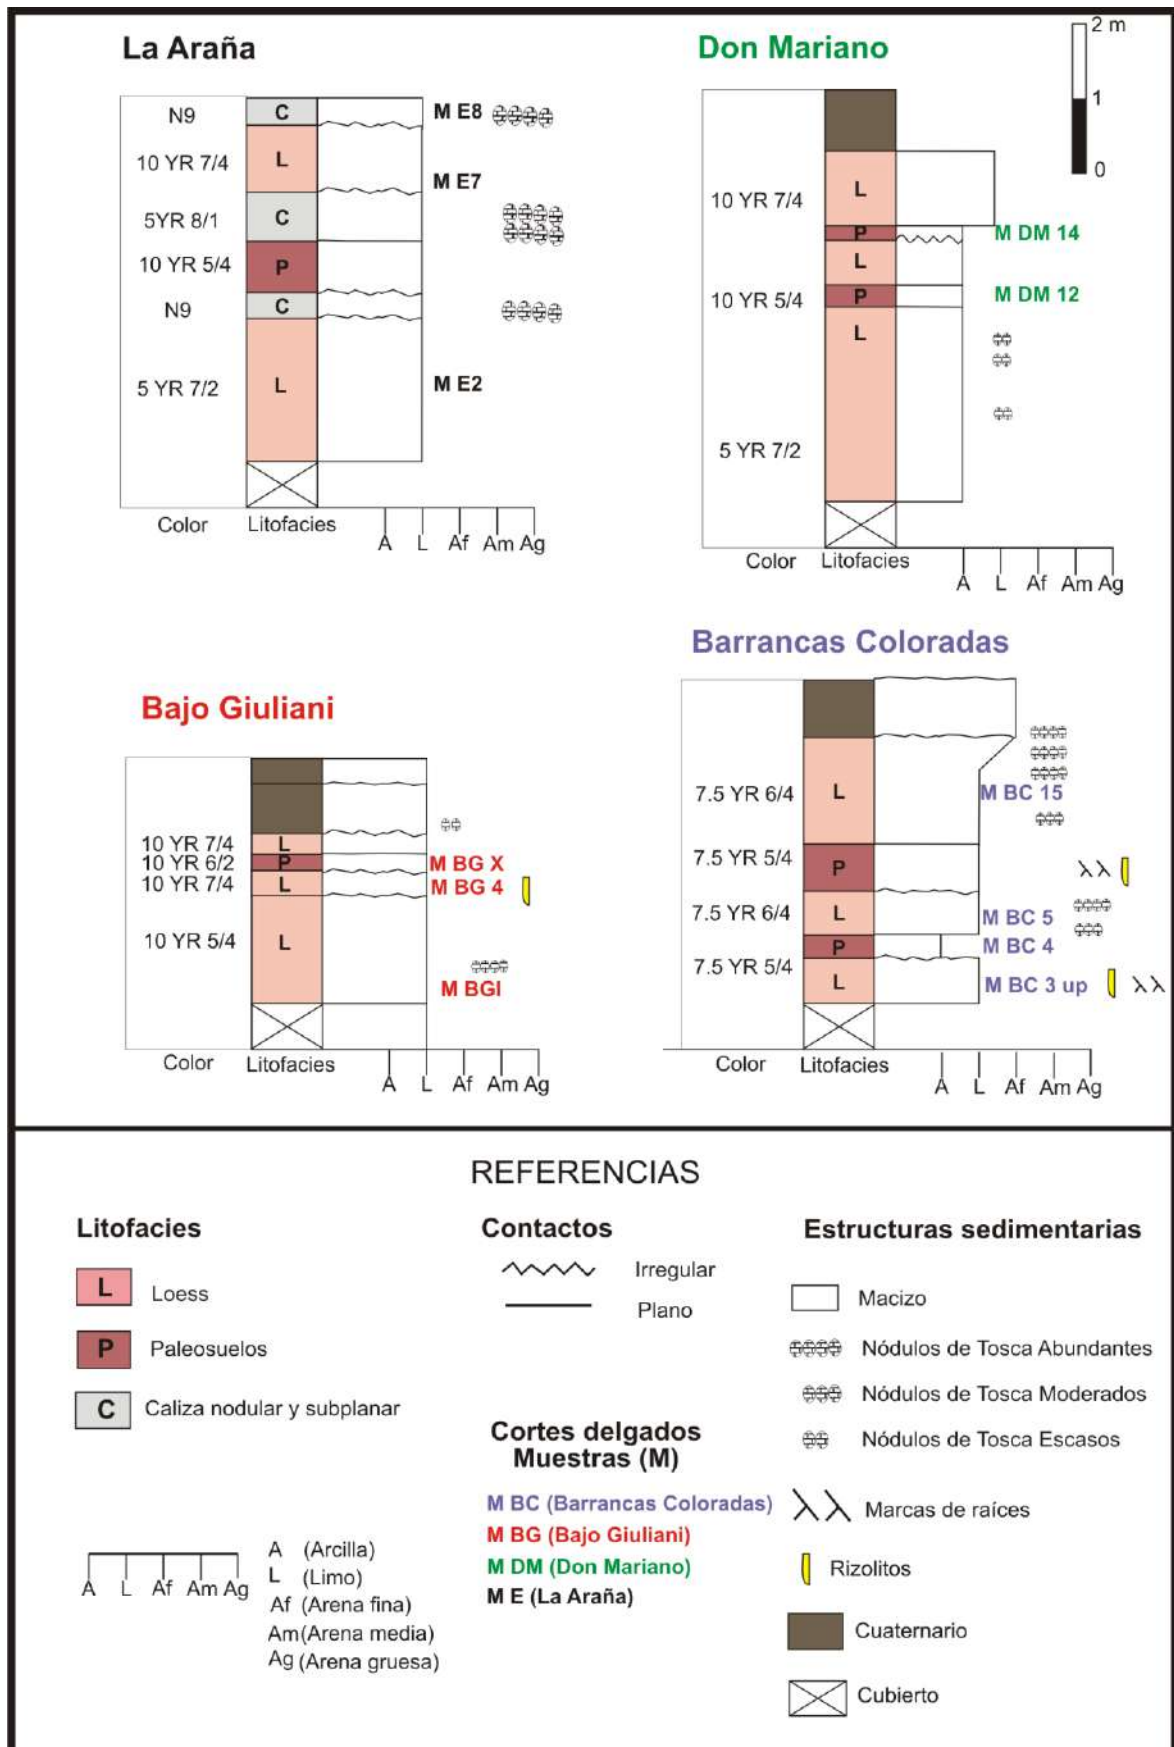 La Araña
N9
C
M E8
10 YR 7/4
L
M E7
5YR 8/1
C
10 YR 5/4
P
N9
C
5 YR 7/2
L
M E2
Color
Litofacies
A L Af Am Ag
Don Mariano
2 m
1
0
10 YR 7/4
L
P
M DM 14
L
10 YR 5/4
P
M DM 12
L
5 YR 7/2
Color
Litofacies
A L Af Am Ag
Bajo Giuliani
10 YR 7/4
L
10 YR 6/2
P
M BG X
10 YR 7/4
L
M BG 4
10 YR 5/4
L
M BGI
Color
Litofacies
A L Af Am Ag
Barrancas Coloradas
7.5 YR 6/4
L
M BC 15
7.5 YR 5/4
P
7.5 YR 6/4
L
M BC 5
P
M BC 4
7.5 YR 5/4
L
M BC 3 up
Color
Litofacies
A L Af Am Ag
REFERENCIAS
Litofacies
L Loess
P Paleosuelos
C Caliza nodular y subplanar
A L Af Am Ag
A (Arcilla)
L (Limo)
Af (Arena fina)
Am(Arena media)
Ag (Arena gruesa)
Contactos
Irregular
Plano
Cortes delgados
Muestras (M)
M BC (Barrancas Coloradas)
M BG (Bajo Giuliani)
M DM (Don Mariano)
M E (La Araña)
Estructuras sedimentarias
Macizo
Nódulos de Tosca Abundantes
Nódulos de Tosca Moderados
Nódulos de Tosca Escasos
Marcas de raíces
Rizolitos
Cuaternario
Cubierto